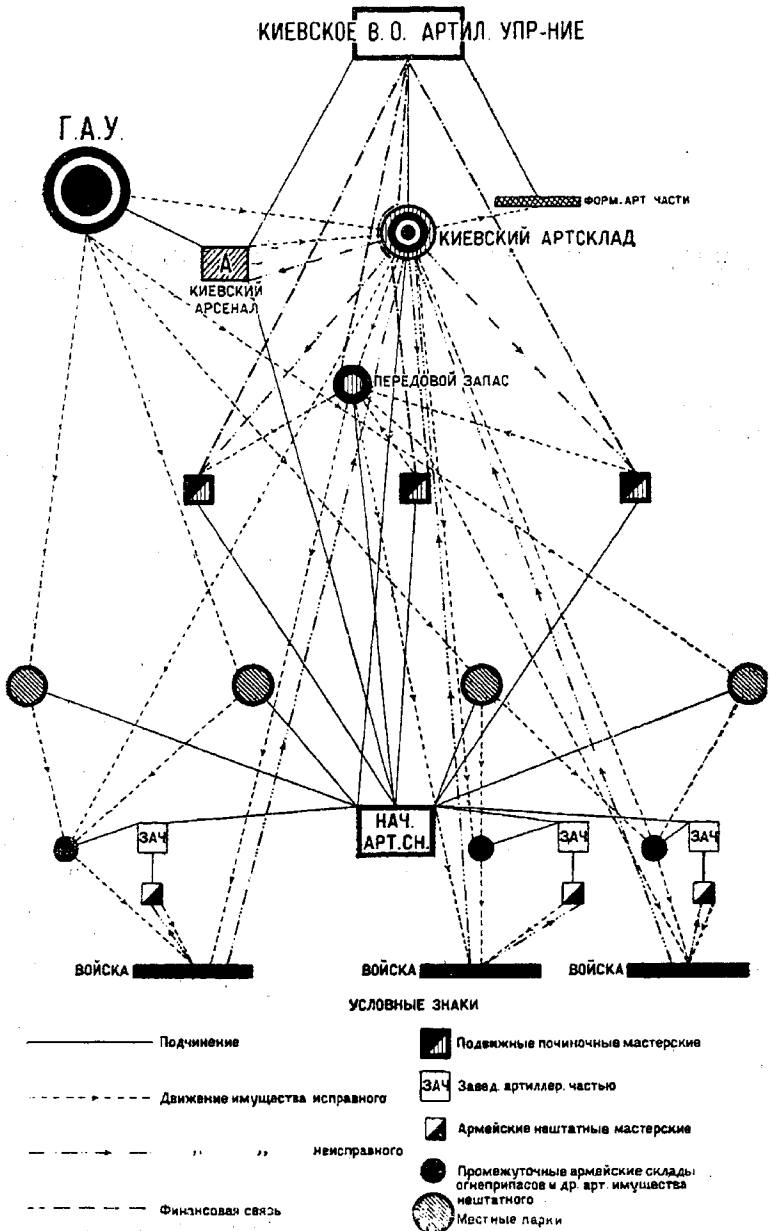 КИЕВСКОЕ В. О. АРТИЛ. УПР-НИЕ
Г.А.У.
ФОРМ. АРТ ЧАСТИ
КИЕВСКИЙ АРТСКЛАД
А
КИЕВСКИЙ
АРСЕНАЛ
ПЕРЕДОВОЙ ЗАПАС
НАЧ.
АРТ.СН.
ЗАЧ
ЗАЧ
ЗАЧ
ВОЙСКА
ВОЙСКА
ВОЙСКА
УСЛОВНЫЕ ЗНАКИ
Подчинение
Движение имущества исправного
„ „ неисправного
Финансовая связь
Подвижные починочные мастерские
ЗАЧ Завед. артиллер. частью
Армейские нештатные мастерские
Промежуточные армейские склады
огнеприпасов и др. арт. имущества
нештатного
Местные парки